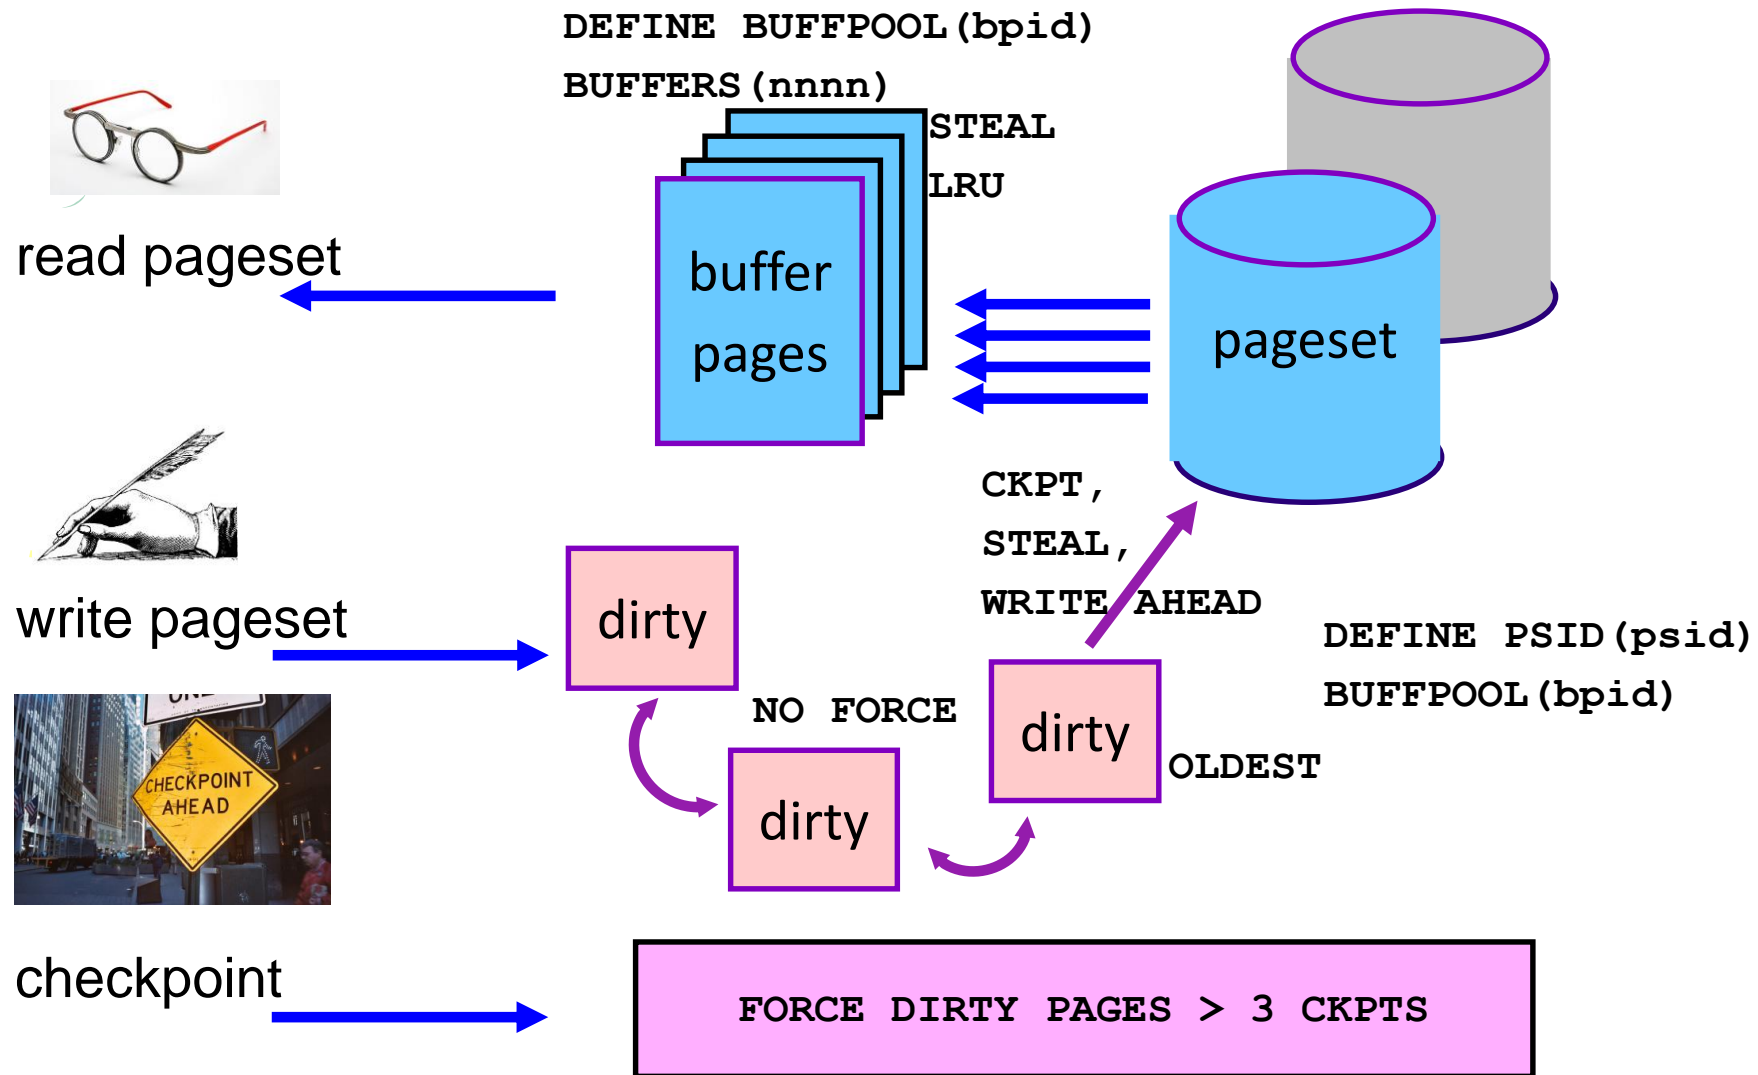 DEFINE BUFFPOOL(bpid)
BUFFERS(nnnn)
STEAL
LRU
read pageset
buffer
pages
pageset
CKPT,
STEAL,
WRITE AHEAD
write pageset
dirty
DEFINE PSID(psid)
BUFFPOOL(bpid)
NO FORCE
dirty
OLDEST
dirty
CHECKPOINT
AHEAD
checkpoint
FORCE DIRTY PAGES > 3 CKPTS